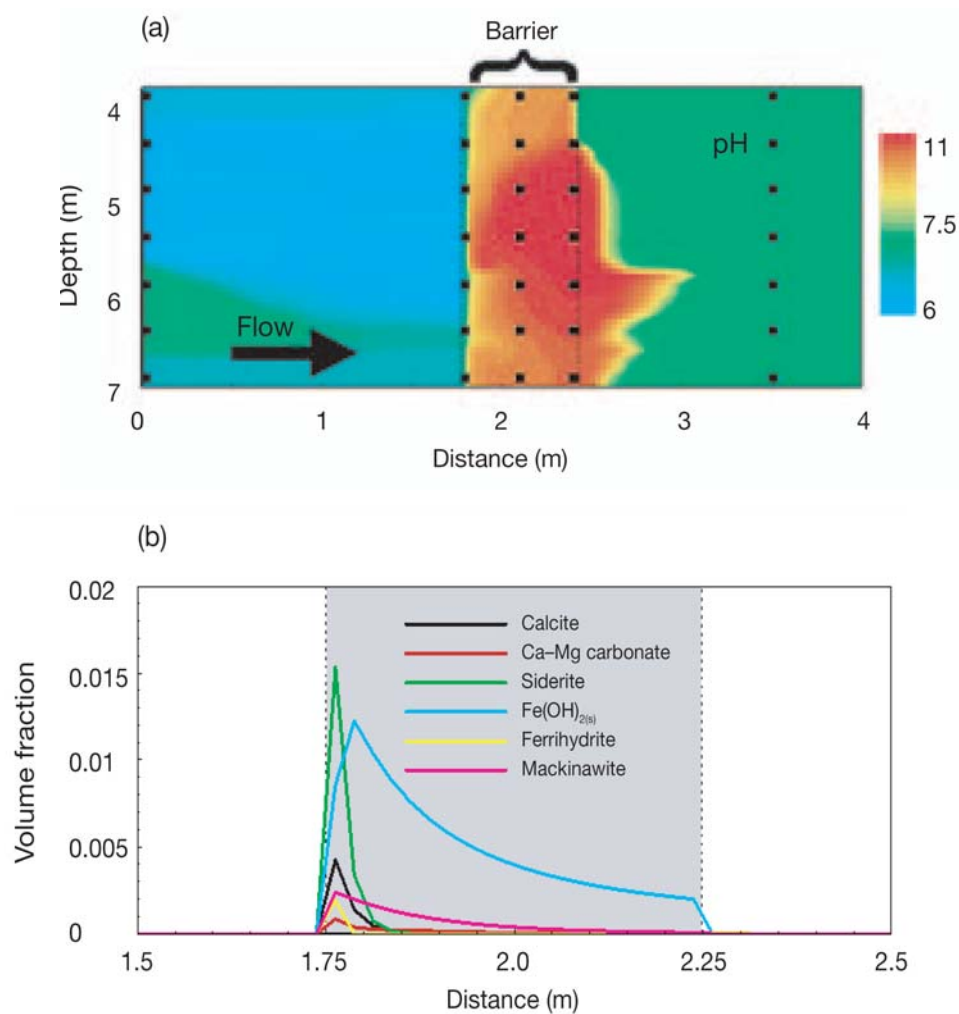 (a)
Barrier
4
5
6
7
Depth (m)
Flow
pH
11
7.5
6
0
1
2
3
4
Distance (m)
(b)
0.02
0.015
0.01
0.005
0
Volume fraction
Calcite
Ca–Mg carbonate
Siderite
Fe(OH)2(s)
Ferrihydrite
Mackinawite
1.5
1.75
2.0
2.25
2.5
Distance (m)